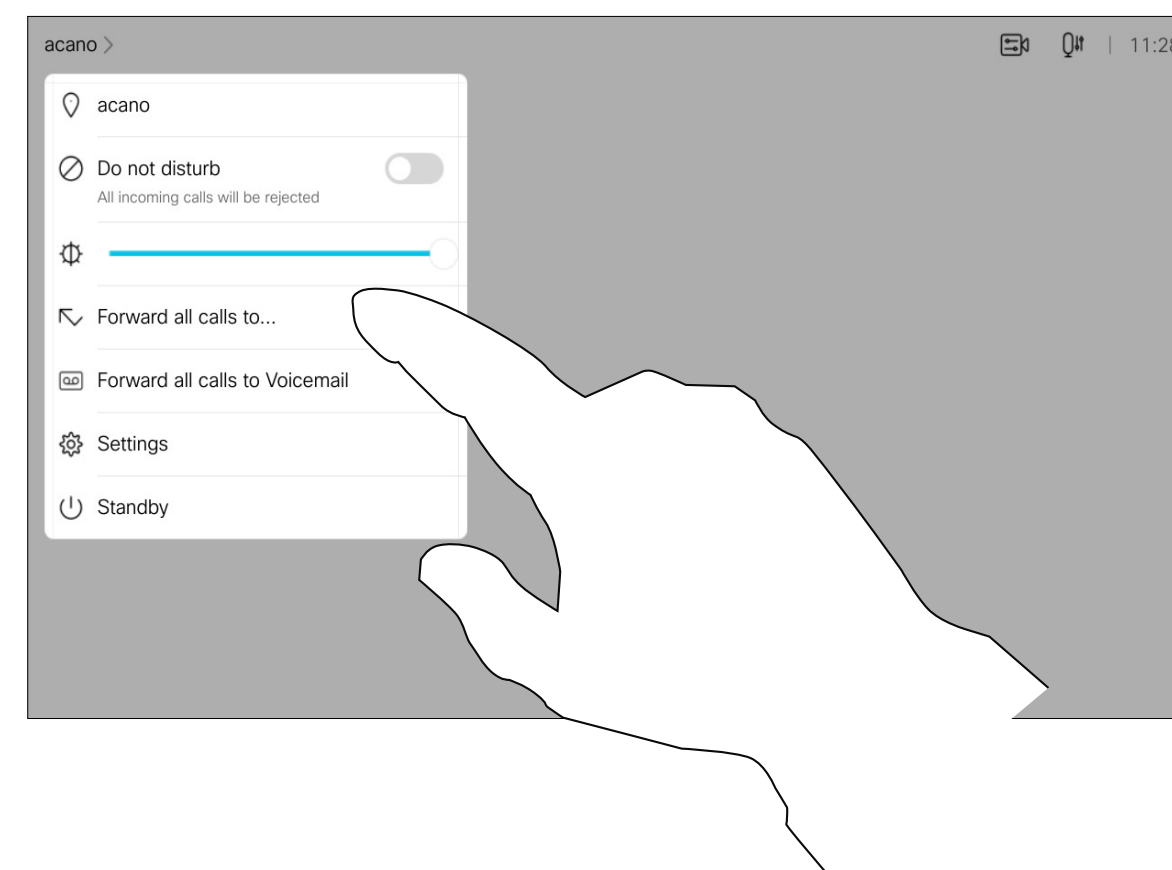 acano
11:28
acano
Do not disturb
All incoming calls will be rejected
Forward all calls to...
Forward all calls to Voicemail
Settings
Standby